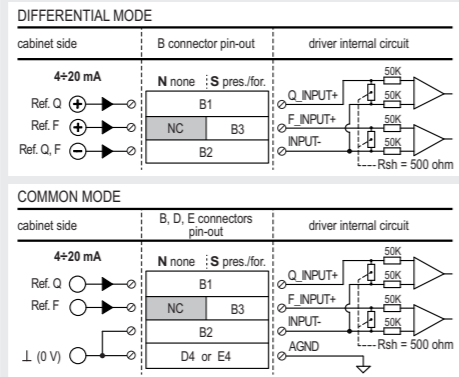 DIFFERENTIAL MODE
cabinet side
B connector pin-out
driver internal circuit
4÷20 mA
N none
S pres./for.
50K
Ref. Q
B1
Q_INPUT+
50K
Ref. F
NC
B3
F_INPUT+
50K
Ref. Q, F
B2
INPUT-
50K
Rsh = 500 ohm
COMMON MODE
cabinet side
B, D, E connectors
pin-out
driver internal circuit
4÷20 mA
N none
S pres./for.
50K
Ref. Q
B1
Q_INPUT+
50K
Ref. F
NC
B3
F_INPUT+
50K
B2
INPUT-
50K
Rsh = 500 ohm
⊥ (0 V)
D4 or E4
AGND